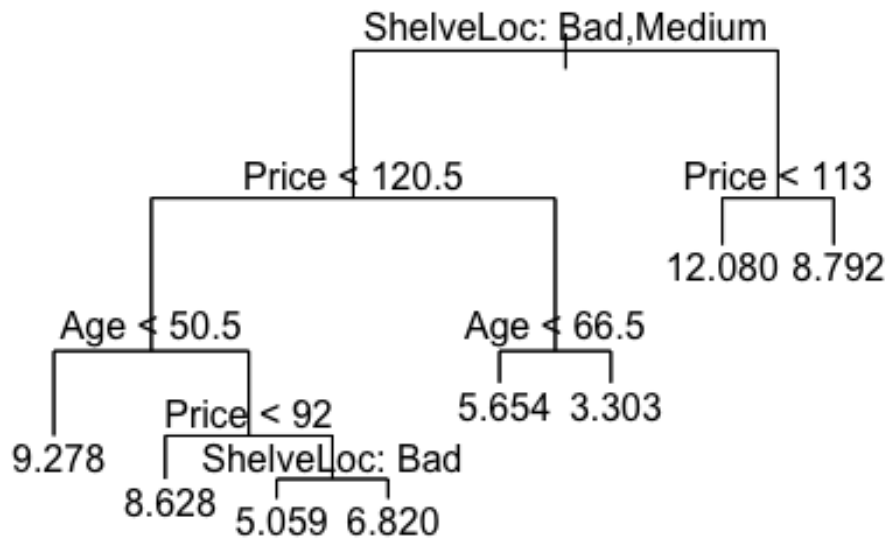 ShelveLoc: Bad,Medium
Price < 120.5
Price < 113
12.080 8.792
Age < 50.5
Age < 66.5
5.654 3.303
Price < 92
9.278
ShelveLoc: Bad
8.628
5.059 6.820